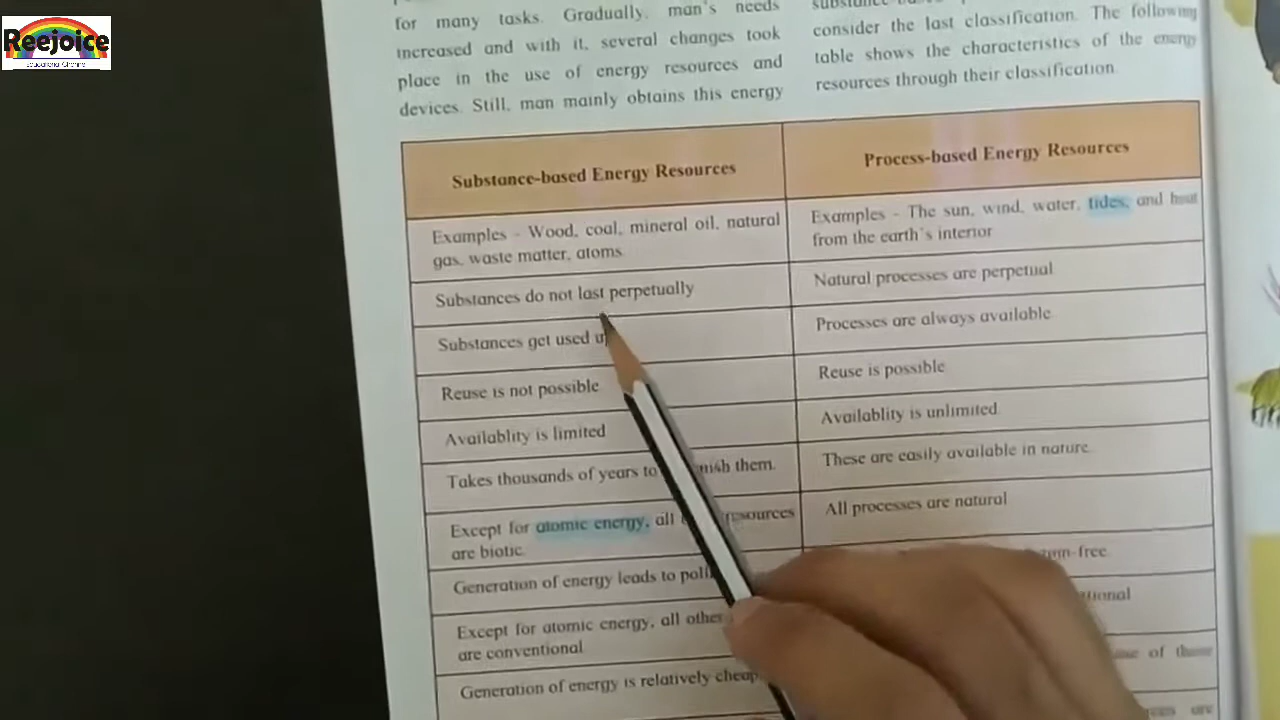 Reejoice
Educational Channel
for many tasks. Gradually, man's needs
increased and with it, several changes took
place in the use of energy resources and
devices. Still, man mainly obtains this energy
consider the last classification. The following
table shows the characteristics of the energy
resources through their classification.
Substance-based Energy Resources
Process-based Energy Resources
Examples - Wood, coal, mineral oil, natural
gas, waste matter, atoms
Examples - The sun, wind, water, tides, and heat
from the earth's interior
Substances do not last perpetually
Natural processes are perpetual
Substances get used
Processes are always available
Reuse is not possible
Reuse is possible
Availablity is limited
Availablity is unlimited
Takes thousands of years to them.
These are easily available in nature.
Except for atomic energy, all resources
are biotic.
All processes are natural
Generation of energy leads to
Except for atomic energy, all other
are conventional
Generation of energy is relatively cheap
of these